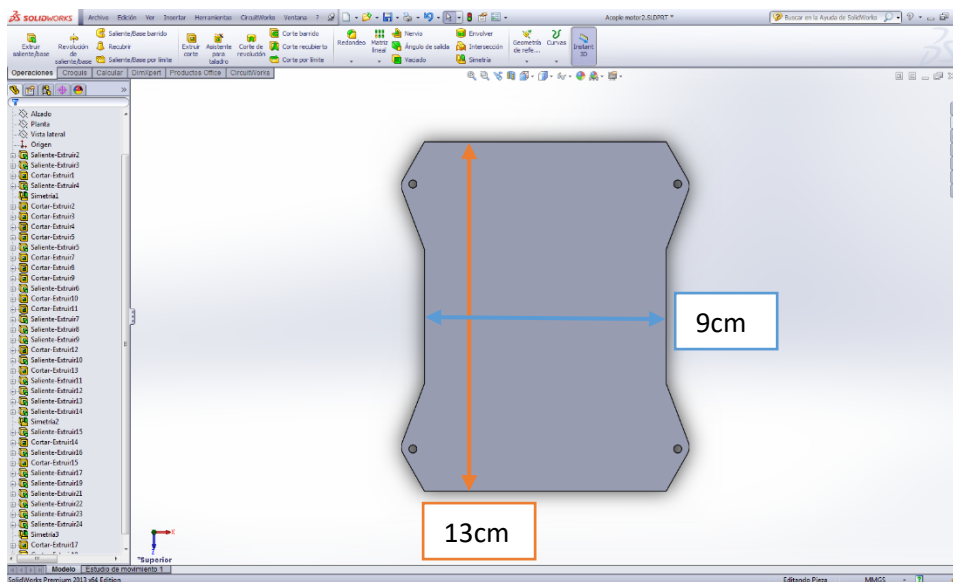 SOLIDWORKS Archivo Edición Ver Insertar Herramientas CircuitWorks Ventana ? Acople motor2.SLDPRT * Buscar en la Ayuda de SolidWorks
Extruir saliente/base
Revolución de saliente/base
Saliente/Base barrido
Recubrir
Saliente/Base por límite
Extruir corte
Asistente para taladro
Corte de revolución
Corte barrido
Corte recubierto
Corte por límite
Redondeo
Matriz lineal
Nervio
Ángulo de salida
Vaciado
Envolver
Intersección
Simetría
Geometría de refe...
Curvas
Instant 3D
Operaciones Croquis Calcular DimXpert Productos Office CircuitWorks
Alzado
Planta
Vista lateral
Origen
Saliente-Extruir2
Saliente-Extruir3
Cortar-Extruir1
Saliente-Extruir4
Simetría1
Cortar-Extruir2
Cortar-Extruir3
Cortar-Extruir4
Cortar-Extruir5
Saliente-Extruir5
Cortar-Extruir7
Cortar-Extruir8
Cortar-Extruir9
Saliente-Extruir6
Cortar-Extruir10
Cortar-Extruir11
Saliente-Extruir7
Saliente-Extruir8
Saliente-Extruir9
Cortar-Extruir12
Saliente-Extruir10
Cortar-Extruir13
Saliente-Extruir11
Saliente-Extruir12
Saliente-Extruir13
Saliente-Extruir14
Simetría2
Saliente-Extruir15
Cortar-Extruir14
Saliente-Extruir16
Cortar-Extruir15
Saliente-Extruir17
Saliente-Extruir19
Saliente-Extruir21
Saliente-Extruir22
Saliente-Extruir23
Saliente-Extruir24
Simetría3
Cortar-Extruir17
9cm
13cm
X
Z
*Superior
Modelo Estudio de movimiento 1
SolidWorks Premium 2013 x64 Edition Editando Pieza MMGS